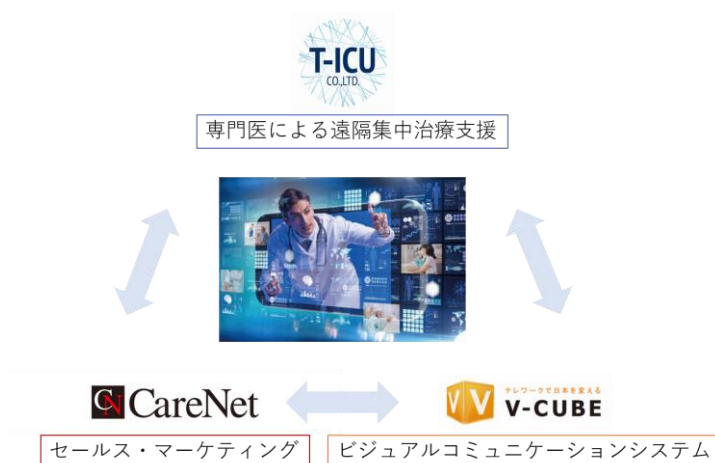 T-ICU
CO.,LTD.
専門医による遠隔集中治療支援
CN CareNet
テレワークで日本を変える
V-CUBE
セールス・マーケティング
ビジュアルコミュニケーションシステム